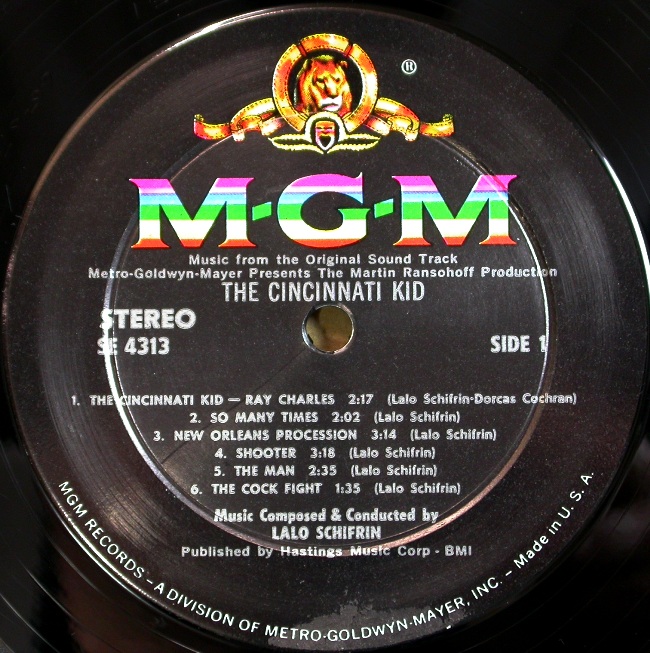 ®
M-G-M
Music from the Original Sound Track
Metro-Goldwyn-Mayer Presents The Martin Ransohoff Production
THE CINCINNATI KID
STEREO
SE 4313
SIDE 1
1. THE CINCINNATI KID — RAY CHARLES 2:17 (Lalo Schifrin-Dorcas Cochran)
2. SO MANY TIMES 2:02 (Lalo Schifrin)
3. NEW ORLEANS PROCESSION 3:14 (Lalo Schifrin)
4. SHOOTER 3:18 (Lalo Schifrin)
5. THE MAN 2:35 (Lalo Schifrin)
6. THE COCK FIGHT 1:35 (Lalo Schifrin)
Music Composed & Conducted by
LALO SCHIFRIN
Published by Hastings Music Corp - BMI
MGM RECORDS – A DIVISION OF METRO-GOLDWYN-MAYER, INC. – Made in U. S. A.